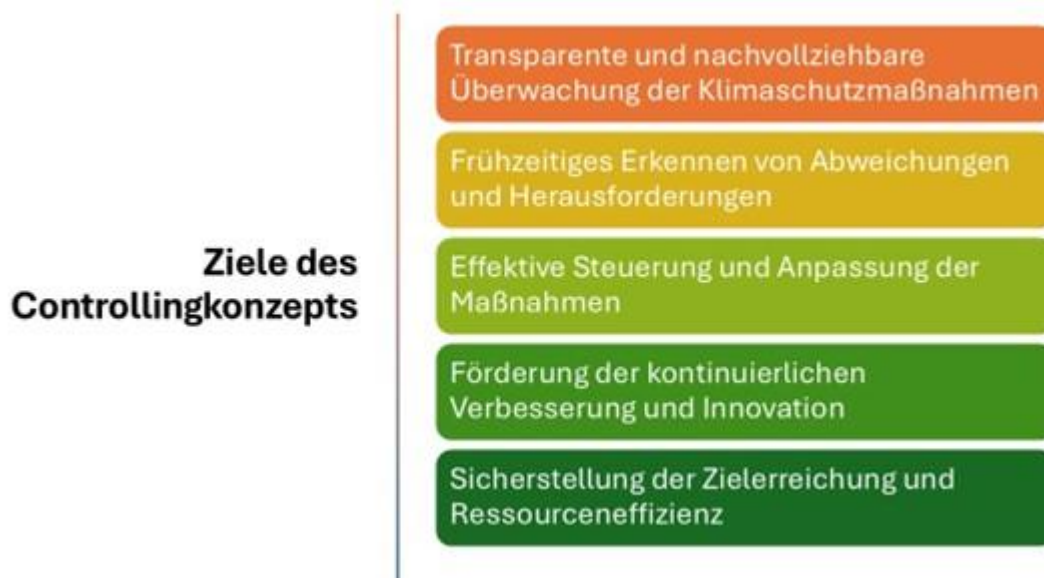 Ziele des
Controllingkonzepts
Transparente und nachvollziehbare
Überwachung der Klimaschutzmaßnahmen
Frühzeitiges Erkennen von Abweichungen
und Herausforderungen
Effektive Steuerung und Anpassung der
Maßnahmen
Förderung der kontinuierlichen
Verbesserung und Innovation
Sicherstellung der Zielerreichung und
Ressourceneffizienz